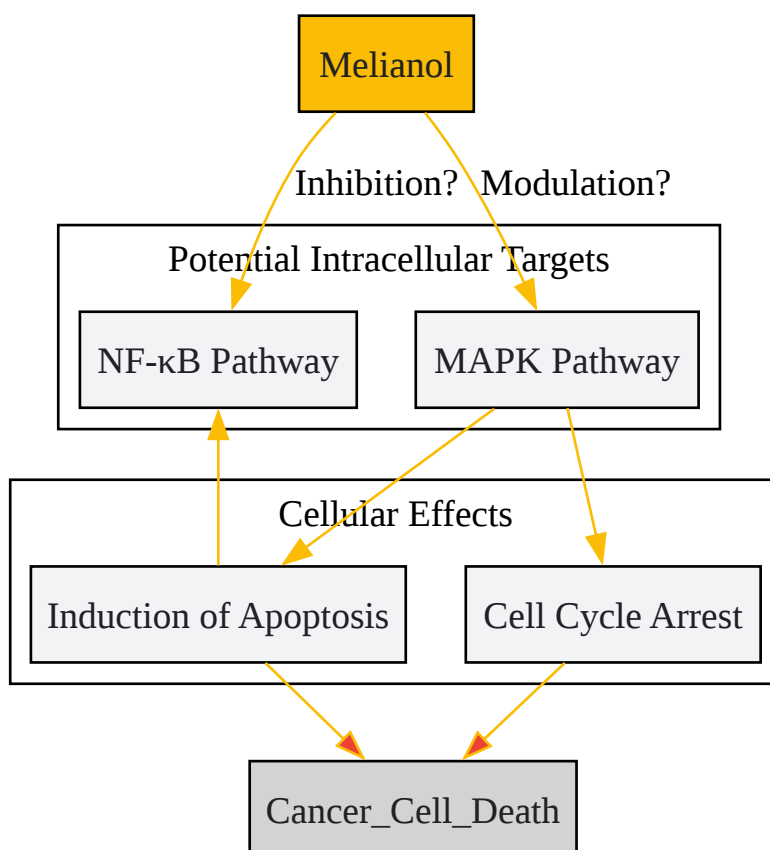 Melianol
Inhibition?
Modulation?
Potential Intracellular Targets
NF-κB Pathway
MAPK Pathway
Cellular Effects
Induction of Apoptosis
Cell Cycle Arrest
Cancer_Cell_Death